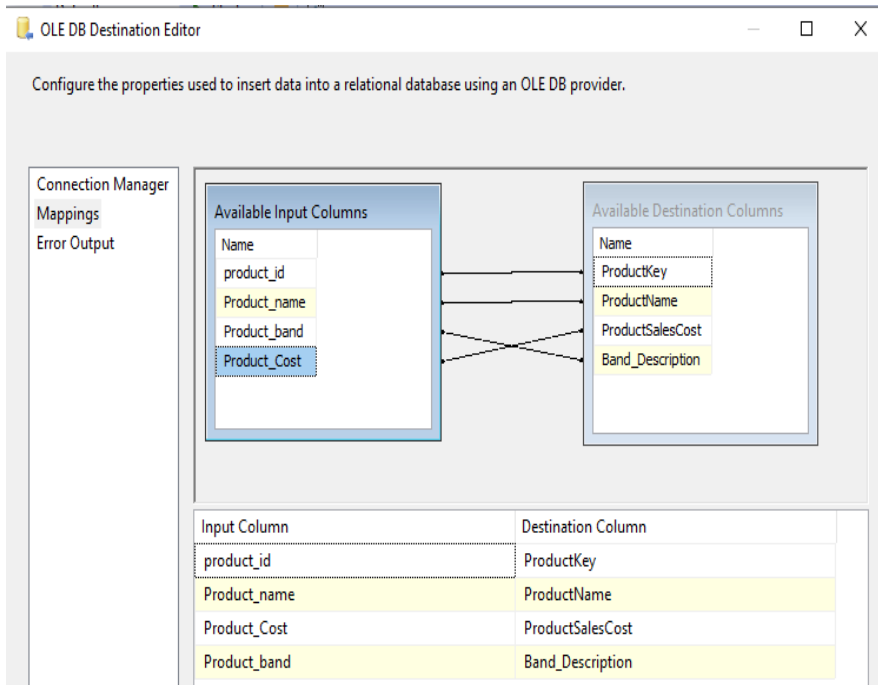 OLE DB Destination Editor
Configure the properties used to insert data into a relational database using an OLE DB provider.
Connection Manager
Mappings
Error Output
Available Input Columns
Name
product_id
Product_name
Product_band
Product_Cost
Available Destination Columns
Name
ProductKey
ProductName
ProductSalesCost
Band_Description
Input Column Destination Column
product_id ProductKey
Product_name ProductName
Product_Cost ProductSalesCost
Product_band Band_Description